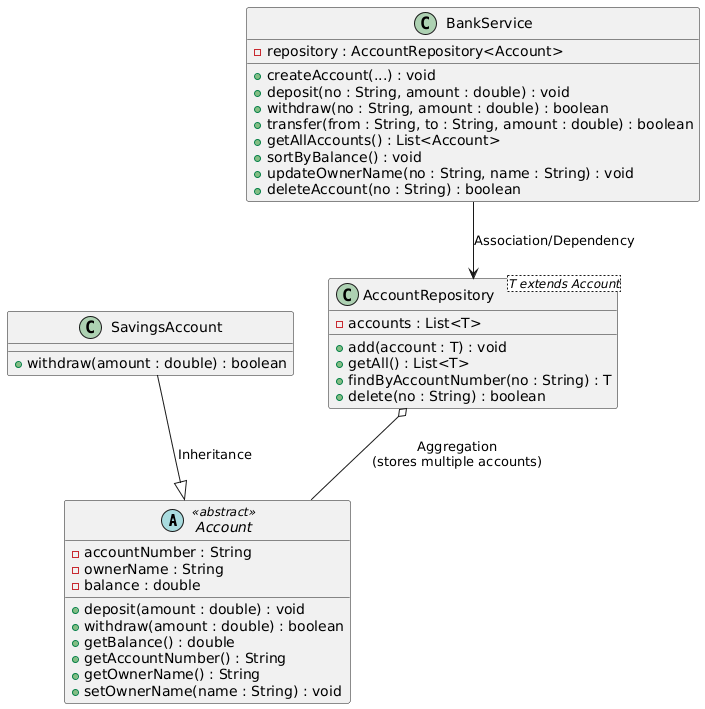 C BankService
repository : AccountRepository<Account>
createAccount(...) : void
deposit(no : String, amount : double) : void
withdraw(no : String, amount : double) : boolean
transfer(from : String, to : String, amount : double) : boolean
getAllAccounts() : List<Account>
sortByBalance() : void
updateOwnerName(no : String, name : String) : void
deleteAccount(no : String) : boolean
Association/Dependency
C AccountRepository
T extends Account
accounts : List<T>
add(account : T) : void
getAll() : List<T>
findByAccountNumber(no : String) : T
delete(no : String) : boolean
C SavingsAccount
withdraw(amount : double) : boolean
Inheritance
Aggregation
(stores multiple accounts)
A «abstract»
Account
accountNumber : String
ownerName : String
balance : double
deposit(amount : double) : void
withdraw(amount : double) : boolean
getBalance() : double
getAccountNumber() : String
getOwnerName() : String
setOwnerName(name : String) : void